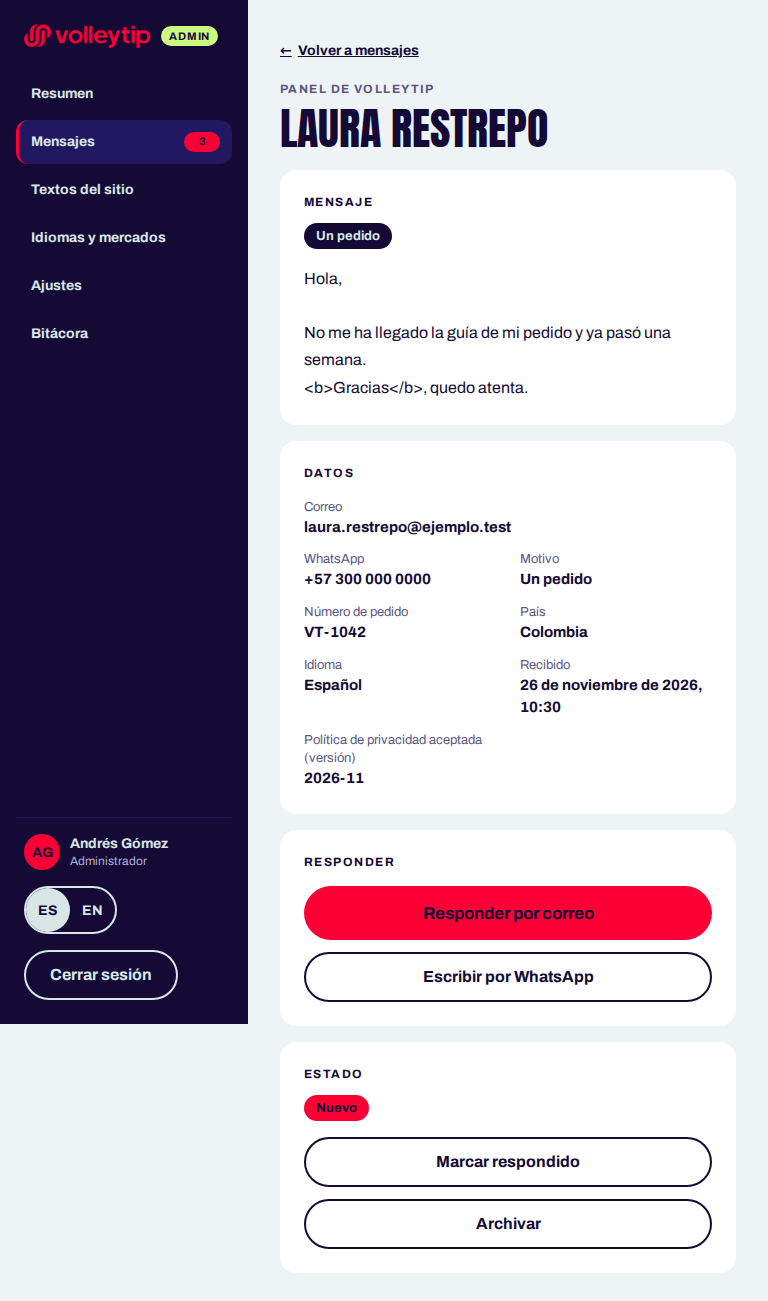 volleytip ADMIN
Resumen
Mensajes 3
Textos del sitio
Idiomas y mercados
Ajustes
Bitácora
AG
Andrés Gómez
Administrador
ES EN
Cerrar sesión
← Volver a mensajes
PANEL DE VOLLEYTIP
LAURA RESTREPO
MENSAJE
Un pedido
Hola,
No me ha llegado la guía de mi pedido y ya pasó una
semana.
<b>Gracias</b>, quedo atenta.
DATOS
Correo
laura.restrepo@ejemplo.test
WhatsApp
+57 300 000 0000
Motivo
Un pedido
Número de pedido
VT-1042
País
Colombia
Idioma
Español
Recibido
26 de noviembre de 2026,
10:30
Política de privacidad aceptada
(versión)
2026-11
RESPONDER
Responder por correo
Escribir por WhatsApp
ESTADO
Nuevo
Marcar respondido
Archivar